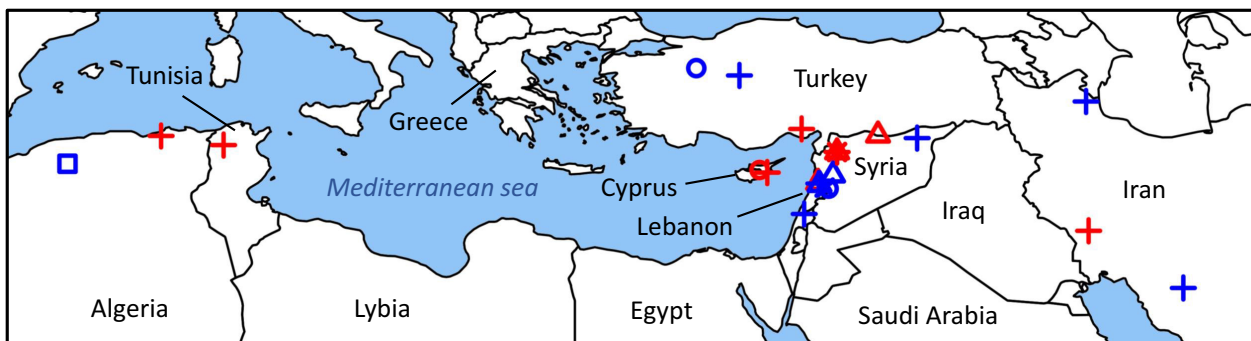 Tunisia
Turkey
Greece
Syria
Mediterranean sea
Cyprus
Iran
Iraq
Lebanon
Algeria
Lybia
Egypt
Saudi Arabia